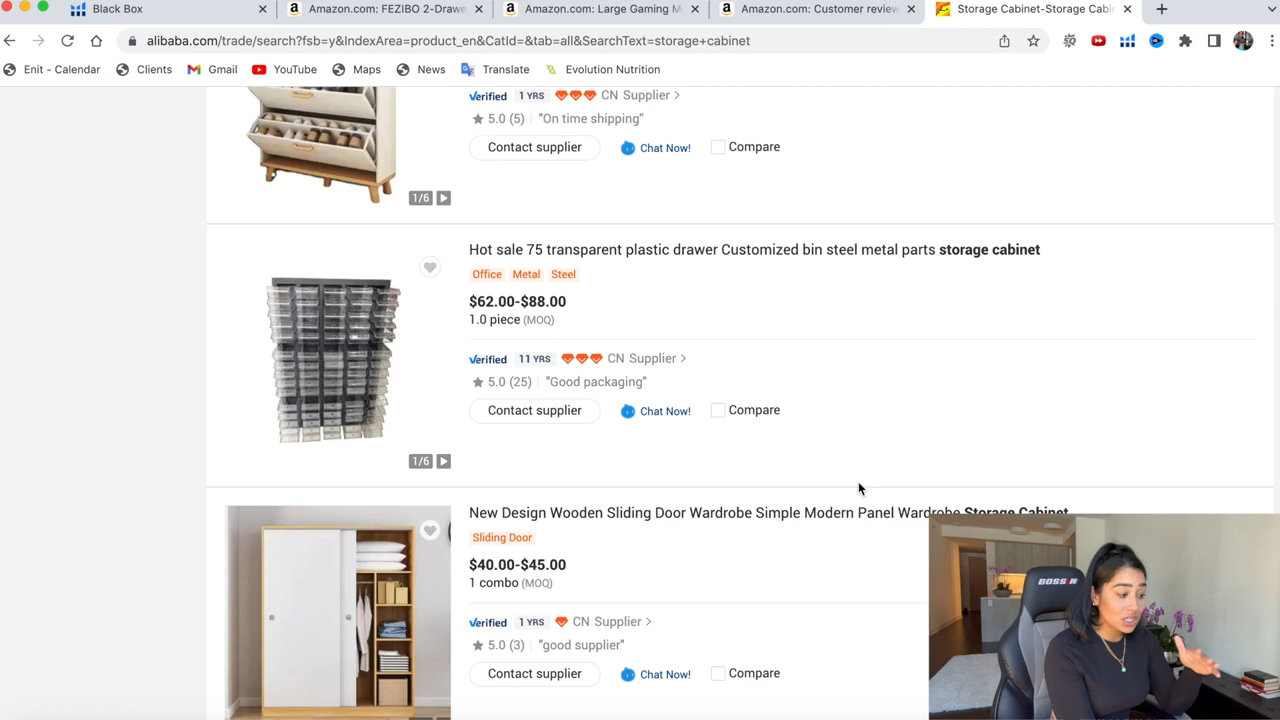 Black Box
Amazon.com: FEZIBO 2-Drawe
Amazon.com: Large Gaming M
Amazon.com: Customer review
Storage Cabinet-Storage Cabin
alibaba.com/trade/search?fsb=y&IndexArea=product_en&CatId=&tab=all&SearchText=storage+cabinet
Enit - Calendar
Clients
Gmail
YouTube
Maps
News
Translate
Evolution Nutrition
Verified 1 YRS CN Supplier >
5.0 (5) "On time shipping"
Contact supplier Chat Now! Compare
1/6
Hot sale 75 transparent plastic drawer Customized bin steel metal parts storage cabinet
Office Metal Steel
$62.00-$88.00
1.0 piece (MOQ)
Verified 11 YRS CN Supplier >
5.0 (25) "Good packaging"
Contact supplier Chat Now! Compare
1/6
New Design Wooden Sliding Door Wardrobe Simple Modern Panel Wardrobe Storage Cabinet
Sliding Door
$40.00-$45.00
1 combo (MOQ)
Verified 1 YRS CN Supplier >
5.0 (3) "good supplier"
Contact supplier Chat Now! Compare
BOSSIN